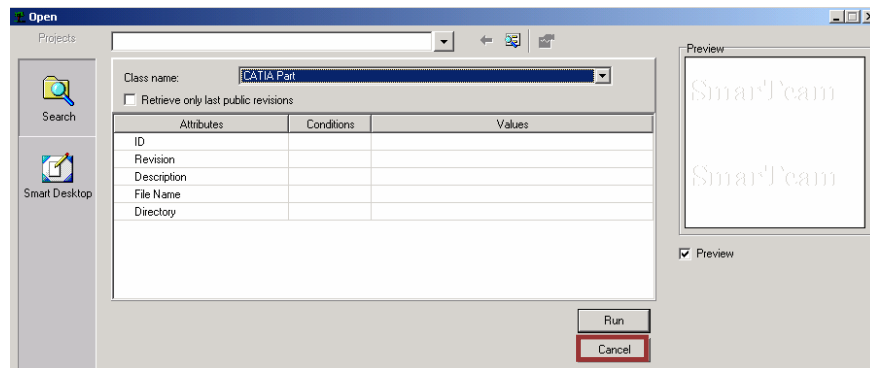 Open
Projects
Preview
Class name:
CATIA Part
Retrieve only last public revisions
Search
Attributes Conditions Values
ID
Revision
Description
File Name
Directory
Smart Desktop
SmarTeam
SmarTeam
Preview
Run
Cancel